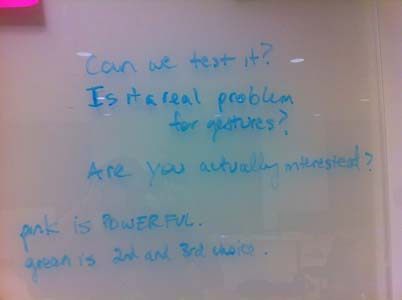 Can we test it?
Is it a real problem
for gestures?
Are you actually interested?
pink is POWERFUL.
green is 2nd and 3rd choice.